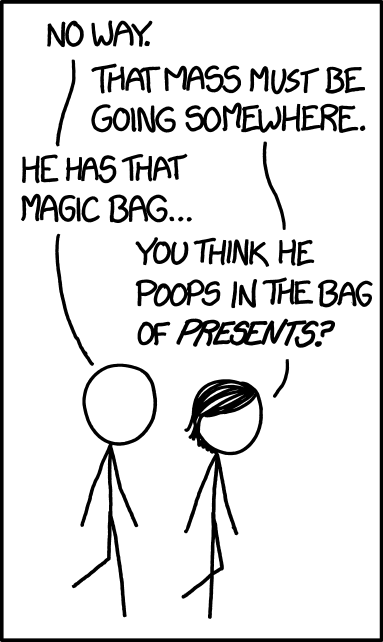 NO WAY.
THAT MASS MUST BE
GOING SOMEWHERE.
HE HAS THAT
MAGIC BAG...
YOU THINK HE
POOPS IN THE BAG
OF PRESENTS?